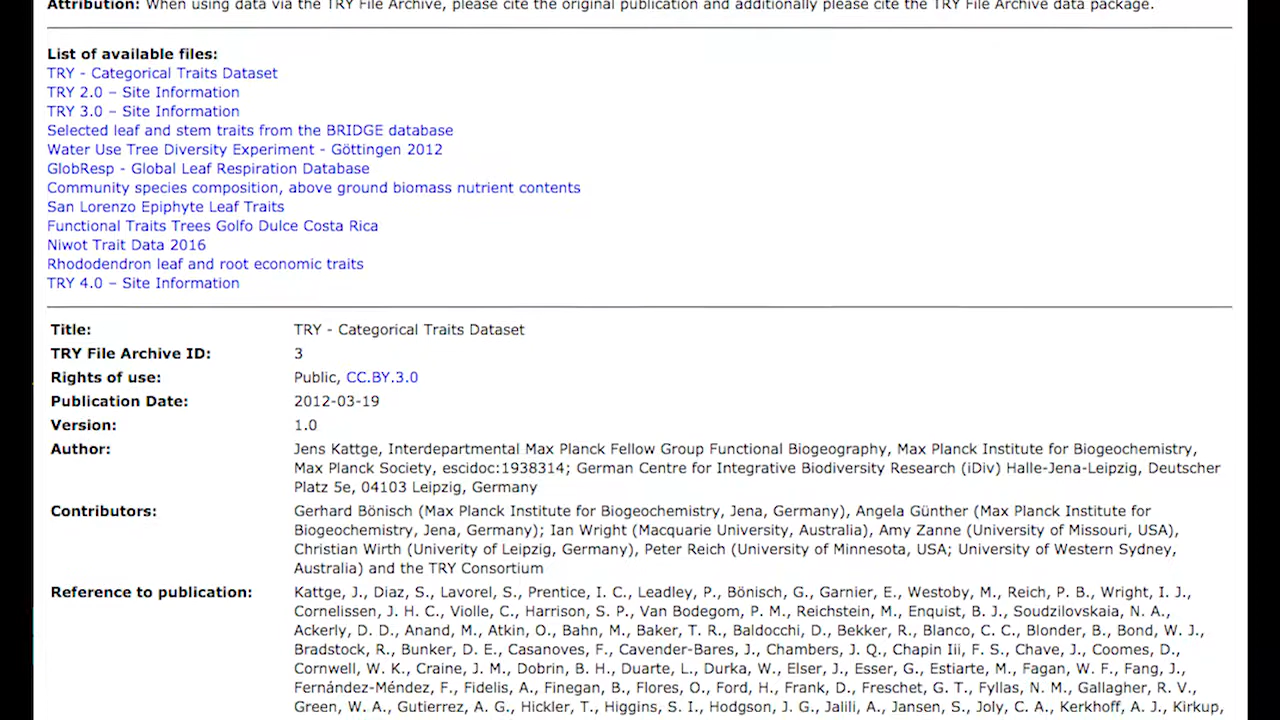 Attribution: When using data via the TRY File Archive, please cite the original publication and additionally please cite the TRY File Archive data package.
List of available files:
TRY - Categorical Traits Dataset
TRY 2.0 – Site Information
TRY 3.0 – Site Information
Selected leaf and stem traits from the BRIDGE database
Water Use Tree Diversity Experiment - Göttingen 2012
GlobResp - Global Leaf Respiration Database
Community species composition, above ground biomass nutrient contents
San Lorenzo Epiphyte Leaf Traits
Functional Traits Trees Golfo Dulce Costa Rica
Niwot Trait Data 2016
Rhododendron leaf and root economic traits
TRY 4.0 – Site Information
Title: TRY - Categorical Traits Dataset
TRY File Archive ID: 3
Rights of use: Public, CC.BY.3.0
Publication Date: 2012-03-19
Version: 1.0
Author: Jens Kattge, Interdepartmental Max Planck Fellow Group Functional Biogeography, Max Planck Institute for Biogeochemistry,
Max Planck Society, escidoc:1938314; German Centre for Integrative Biodiversity Research (iDiv) Halle-Jena-Leipzig, Deutscher
Platz 5e, 04103 Leipzig, Germany
Contributors: Gerhard Bönisch (Max Planck Institute for Biogeochemistry, Jena, Germany), Angela Günther (Max Planck Institute for
Biogeochemistry, Jena, Germany); Ian Wright (Macquarie University, Australia), Amy Zanne (University of Missouri, USA),
Christian Wirth (Univerity of Leipzig, Germany), Peter Reich (University of Minnesota, USA; University of Western Sydney,
Australia) and the TRY Consortium
Reference to publication: Kattge, J., Diaz, S., Lavorel, S., Prentice, I. C., Leadley, P., Bönisch, G., Garnier, E., Westoby, M., Reich, P. B., Wright, I. J.,
Cornelissen, J. H. C., Violle, C., Harrison, S. P., Van Bodegom, P. M., Reichstein, M., Enquist, B. J., Soudzilovskaia, N. A.,
Ackerly, D. D., Anand, M., Atkin, O., Bahn, M., Baker, T. R., Baldocchi, D., Bekker, R., Blanco, C. C., Blonder, B., Bond, W. J.,
Bradstock, R., Bunker, D. E., Casanoves, F., Cavender-Bares, J., Chambers, J. Q., Chapin Iii, F. S., Chave, J., Coomes, D.,
Cornwell, W. K., Craine, J. M., Dobrin, B. H., Duarte, L., Durka, W., Elser, J., Esser, G., Estiarte, M., Fagan, W. F., Fang, J.,
Fernández-Méndez, F., Fidelis, A., Finegan, B., Flores, O., Ford, H., Frank, D., Freschet, G. T., Fyllas, N. M., Gallagher, R. V.,
Green, W. A., Gutierrez, A. G., Hickler, T., Higgins, S. I., Hodgson, J. G., Jalili, A., Jansen, S., Joly, C. A., Kerkhoff, A. J., Kirkup,